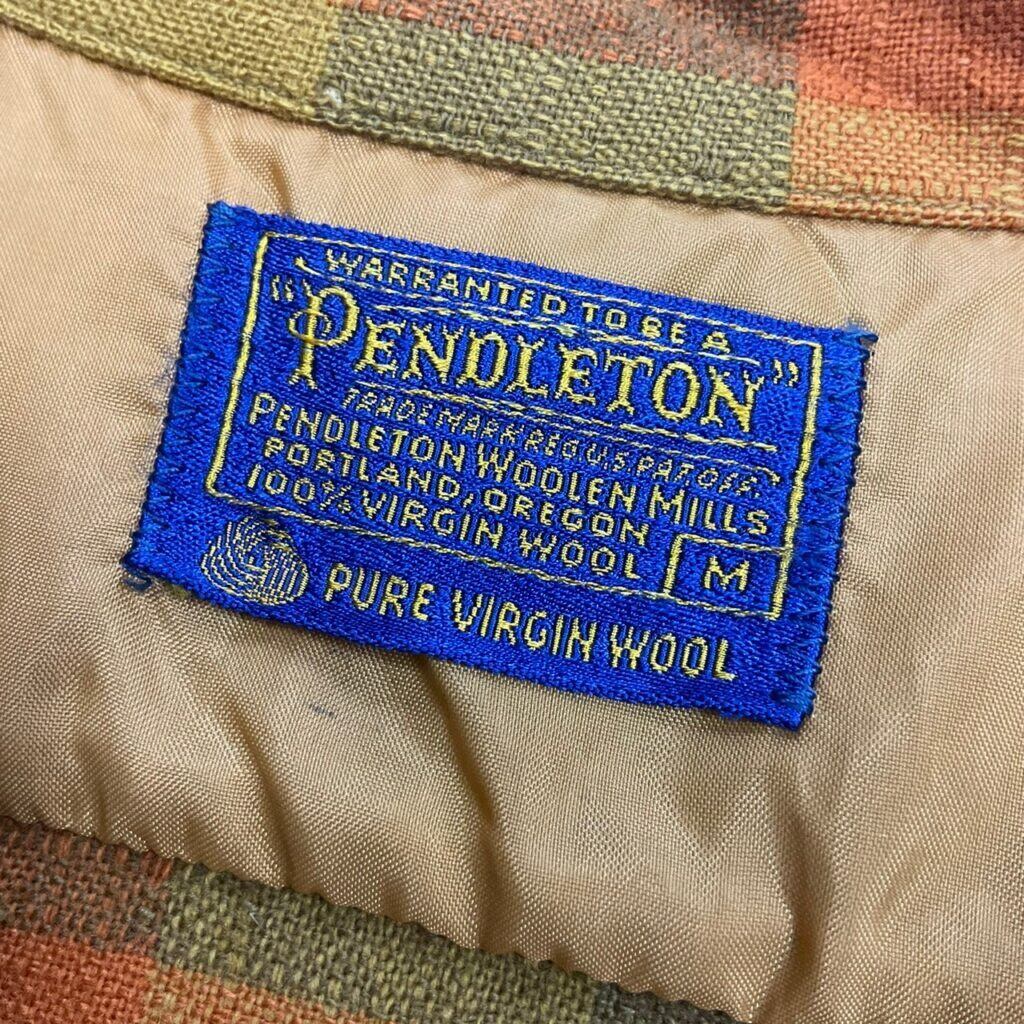 WARRANTED TO BE A
"PENDLETON"
TRADE MARK REG U.S. PAT. OFF.
PENDLETON WOOLEN MILLS
PORTLAND, OREGON
100% VIRGIN WOOL
M
PURE VIRGIN WOOL